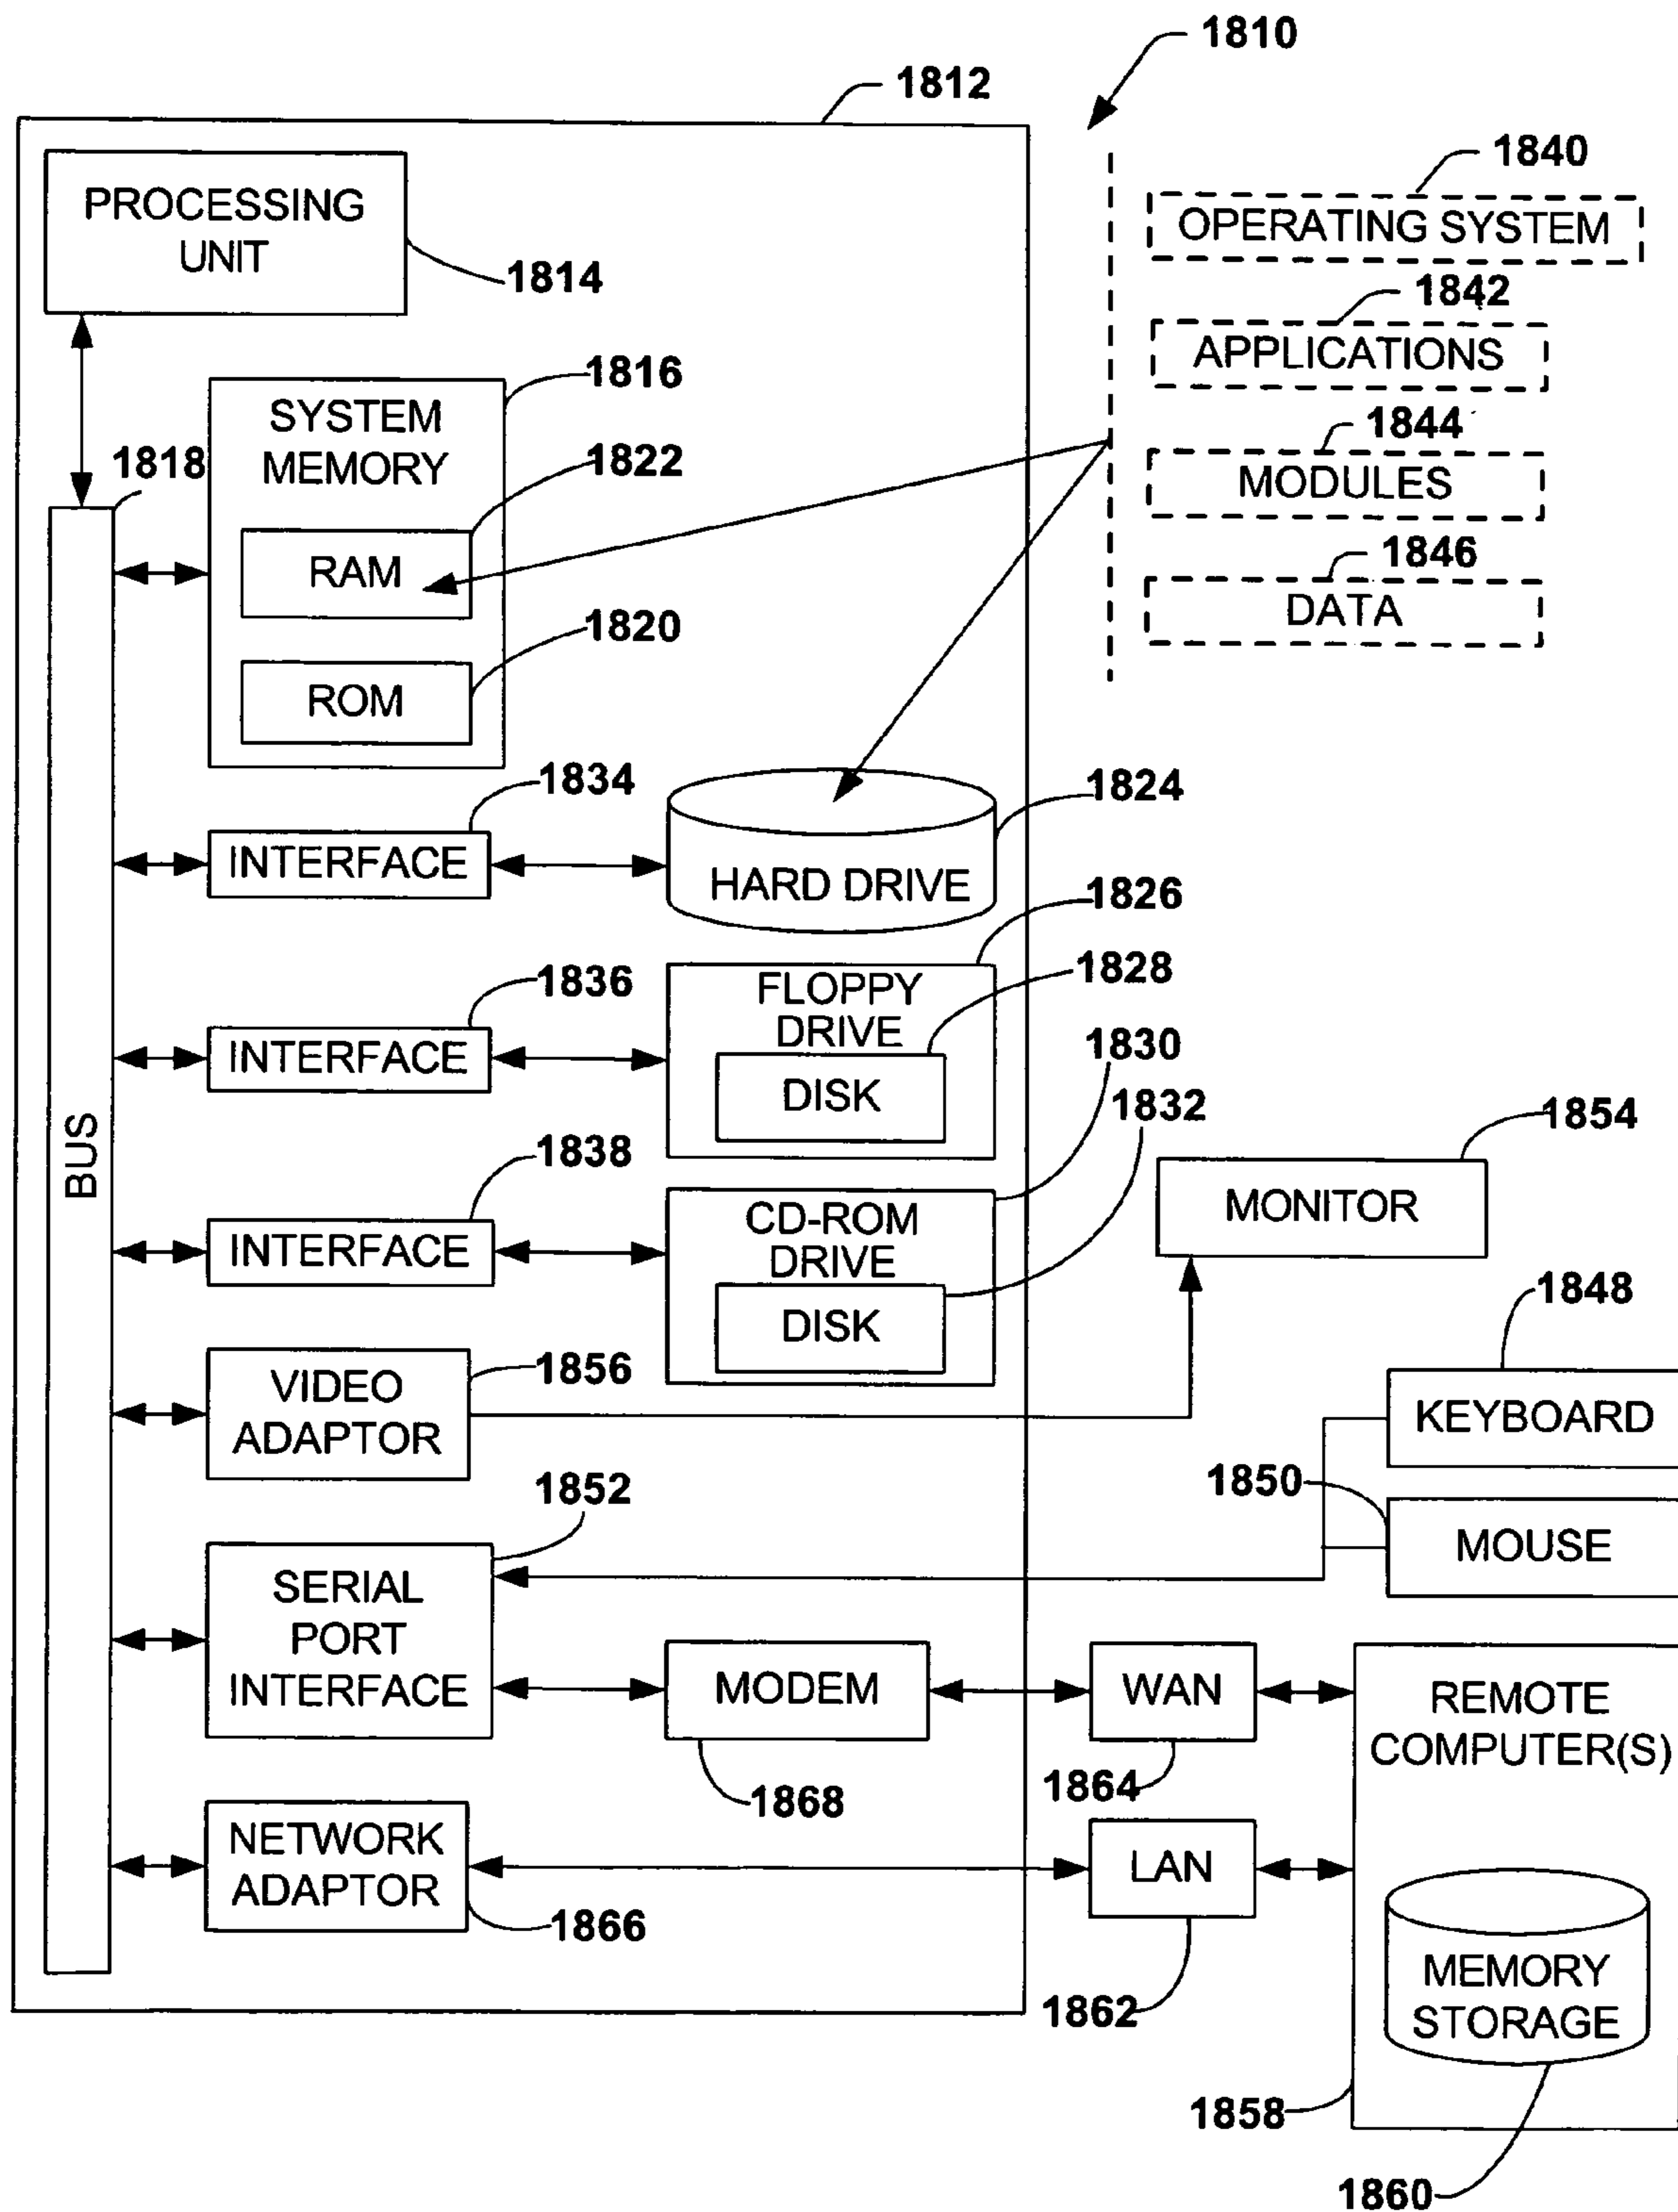 1810
1812
PROCESSING
UNIT
1814
1840
OPERATING SYSTEM
1842
APPLICATIONS
1844
MODULES
1846
DATA
1816
SYSTEM
MEMORY
1818
1822
RAM
1820
ROM
1834
INTERFACE
1824
HARD DRIVE
1826
1836
INTERFACE
FLOPPY
DRIVE
1828
DISK
1830
1832
BUS
1838
INTERFACE
CD-ROM
DRIVE
DISK
1854
MONITOR
1848
KEYBOARD
1856
VIDEO
ADAPTOR
1850
MOUSE
1852
SERIAL
PORT
INTERFACE
MODEM
1868
WAN
1864
REMOTE
COMPUTER(S)
NETWORK
ADAPTOR
1866
LAN
1862
MEMORY
STORAGE
1858
1860